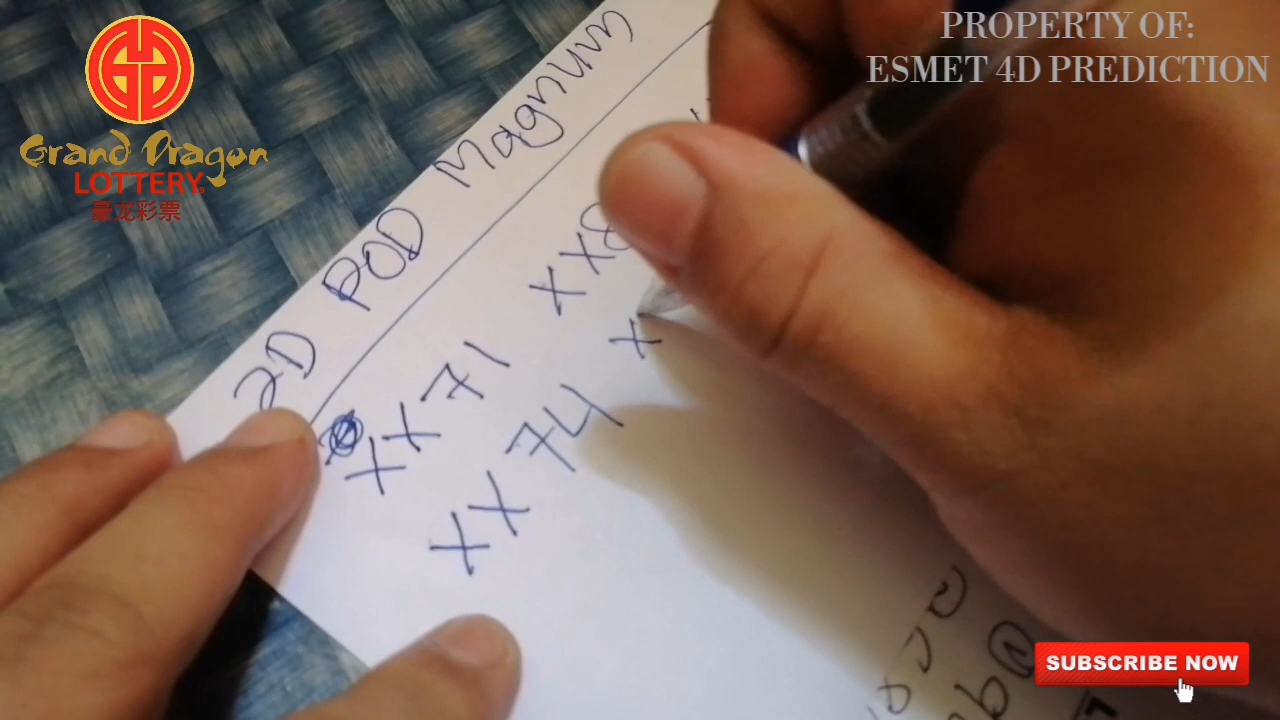 PROPERTY OF:
ESMET 4D PREDICTION
Grand Dragon
LOTTERY
豪龙彩票
2D POD Magnum
XX71
XX8
XX74
X
SUBSCRIBE NOW